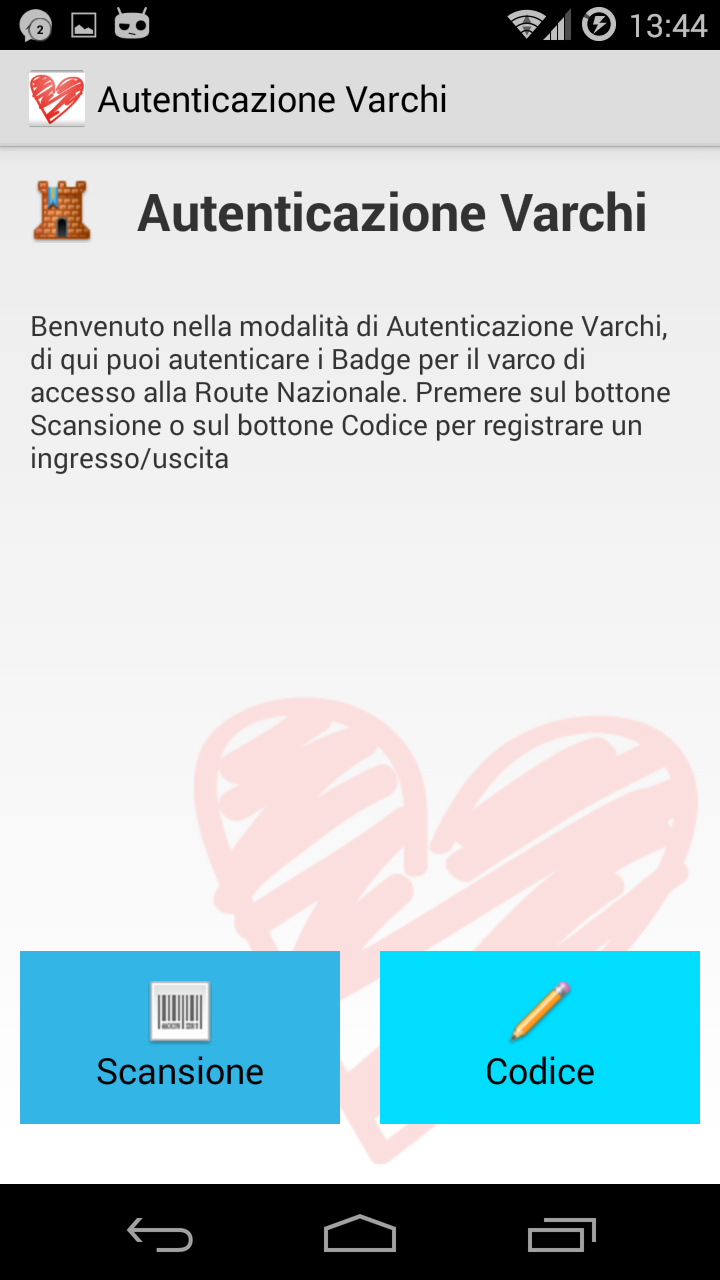 2
13:44
Autenticazione Varchi
Autenticazione Varchi
Benvenuto nella modalità di Autenticazione Varchi,
di qui puoi autenticare i Badge per il varco di
accesso alla Route Nazionale. Premere sul bottone
Scansione o sul bottone Codice per registrare un
ingresso/uscita
Scansione
Codice